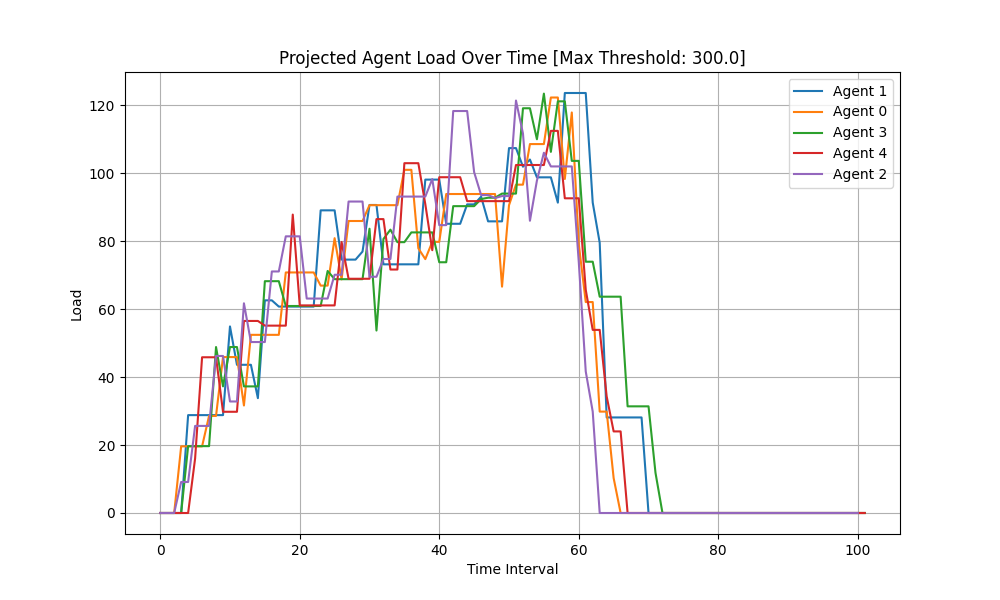 Projected Agent Load Over Time [Max Threshold: 300.0]
Load
120
100
80
60
40
20
0
Agent 1
Agent 0
Agent 3
Agent 4
Agent 2
0 20 40 60 80 100
Time Interval